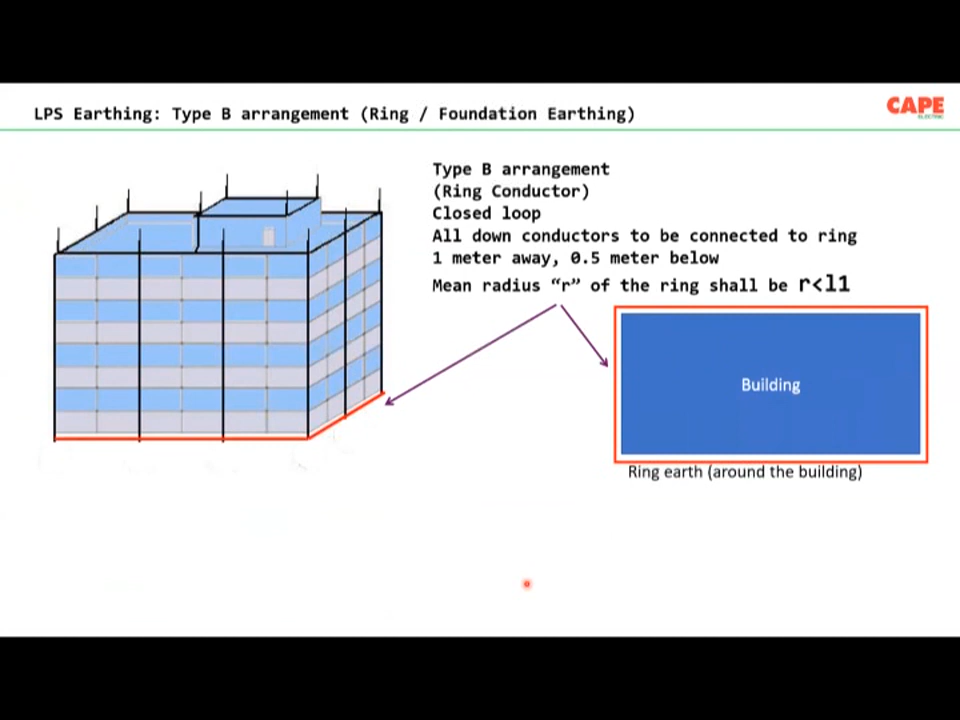 LPS Earthing: Type B arrangement (Ring / Foundation Earthing)
CAPE
ELECTRIC
Type B arrangement
(Ring Conductor)
Closed loop
All down conductors to be connected to ring
1 meter away, 0.5 meter below
Mean radius “r” of the ring shall be r<l1
Building
Ring earth (around the building)